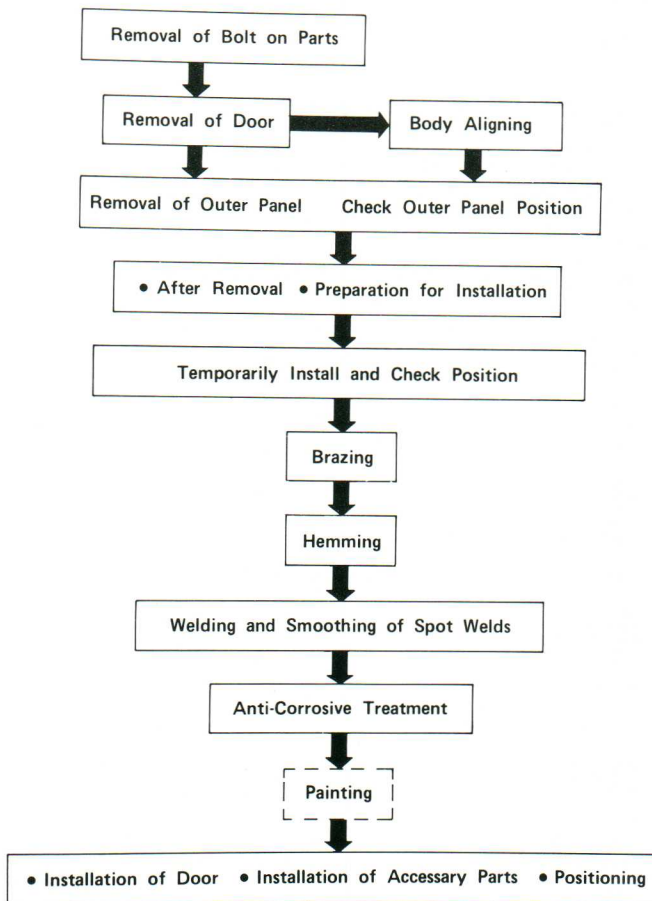 Removal of Bolt on Parts
Removal of Door
Body Aligning
Removal of Outer Panel Check Outer Panel Position
• After Removal • Preparation for Installation
Temporarily Install and Check Position
Brazing
Hemming
Welding and Smoothing of Spot Welds
Anti-Corrosive Treatment
Painting
• Installation of Door • Installation of Accessary Parts • Positioning